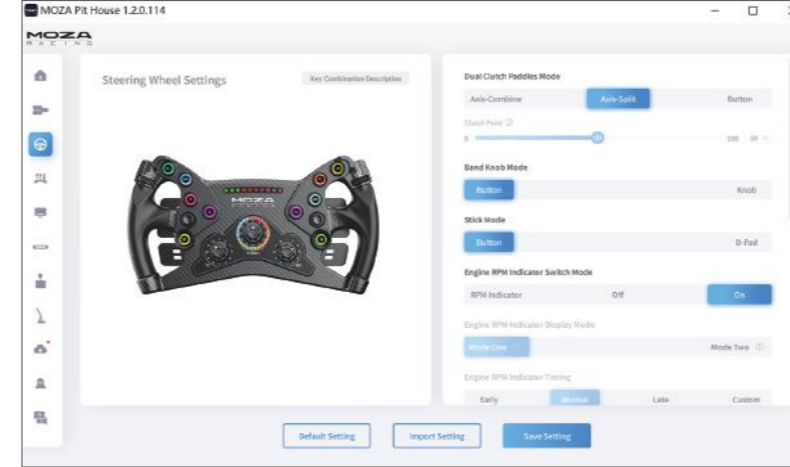 MOZA Pit House 1.2.0.114
MOZA
RACING
Steering Wheel Settings
Key Combination Description
MOZA
Dual Clutch Paddles Mode
Axis-Combine Axis-Split Button
Clutch Point
0 100
Band Knob Mode
Button Knob
Stick Mode
Button D-Pad
Engine RPM Indicator Switch Mode
RPM Indicator Off On
Engine RPM Indicator Display Mode
Mode One Mode Two
Engine RPM Indicator Timing
Early Normal Late Custom
Default Setting Import Setting Save Setting